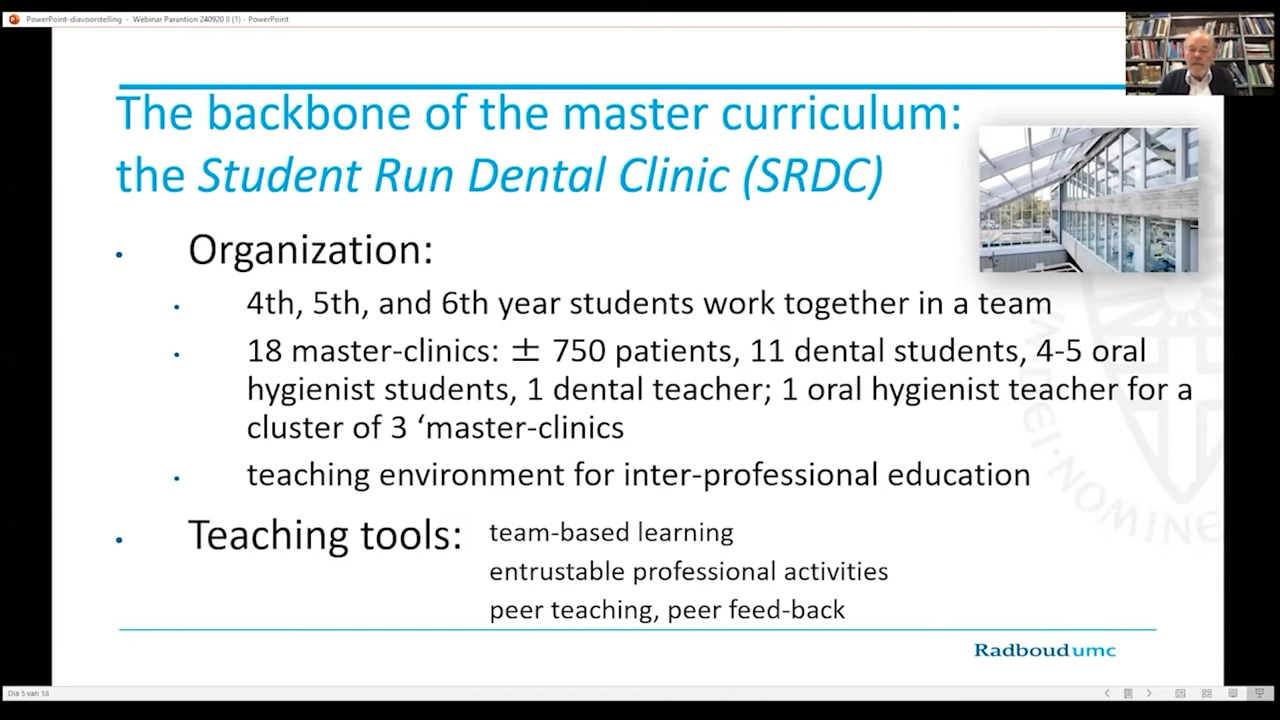 PowerPoint-diavoorstelling - Webinar Parantion 240920 II (1) - PowerPoint
The backbone of the master curriculum:
the Student Run Dental Clinic (SRDC)
• Organization:
• 4th, 5th, and 6th year students work together in a team
• 18 master-clinics: ± 750 patients, 11 dental students, 4-5 oral
hygienist students, 1 dental teacher; 1 oral hygienist teacher for a
cluster of 3 ‘master-clinics
• teaching environment for inter-professional education
• Teaching tools: team-based learning
entrustable professional activities
peer teaching, peer feed-back
Radboudumc
Dia 5 van 18